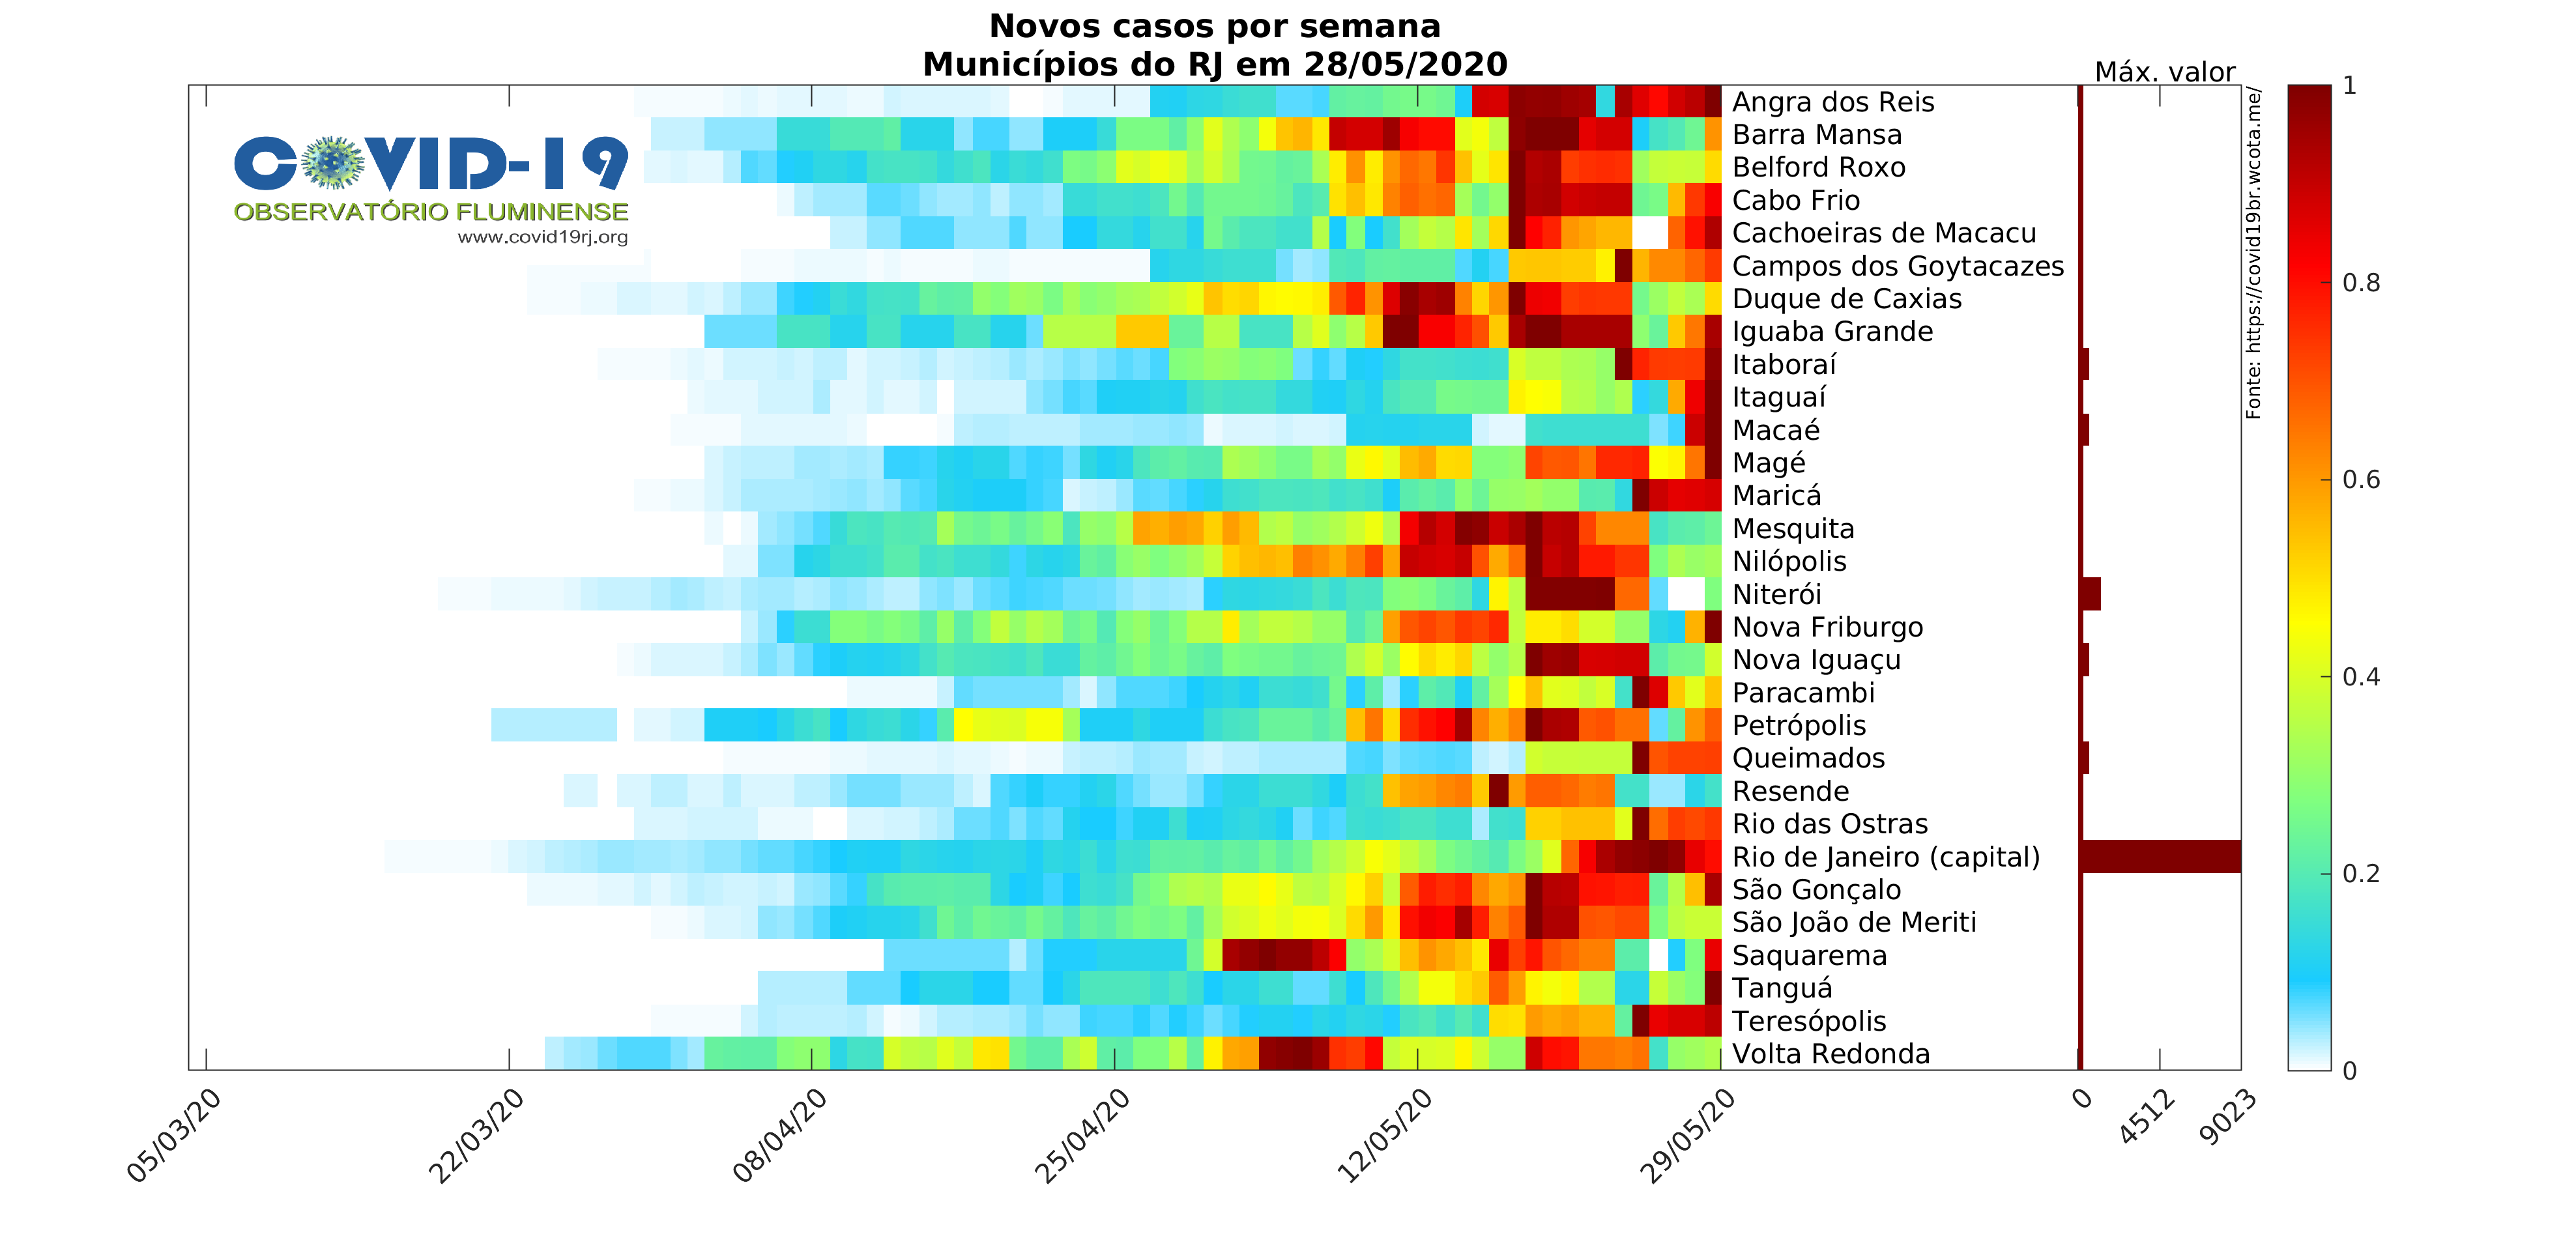 Novos casos por semana
Municípios do RJ em 28/05/2020
Máx. valor
COVID-19
OBSERVATÓRIO FLUMINENSE
www.covid19rj.org
Angra dos Reis
Barra Mansa
Belford Roxo
Cabo Frio
Cachoeiras de Macacu
Campos dos Goytacazes
Duque de Caxias
Iguaba Grande
Itaboraí
Itaguaí
Macaé
Magé
Maricá
Mesquita
Nilópolis
Niterói
Nova Friburgo
Nova Iguaçu
Paracambi
Petrópolis
Queimados
Resende
Rio das Ostras
Rio de Janeiro (capital)
São Gonçalo
São João de Meriti
Saquarema
Tanguá
Teresópolis
Volta Redonda
Fonte: https://covid19br.wcota.me/
1
0.8
0.6
0.4
0.2
0
05/03/20
22/03/20
08/04/20
25/04/20
12/05/20
29/05/20
0
4512
9023